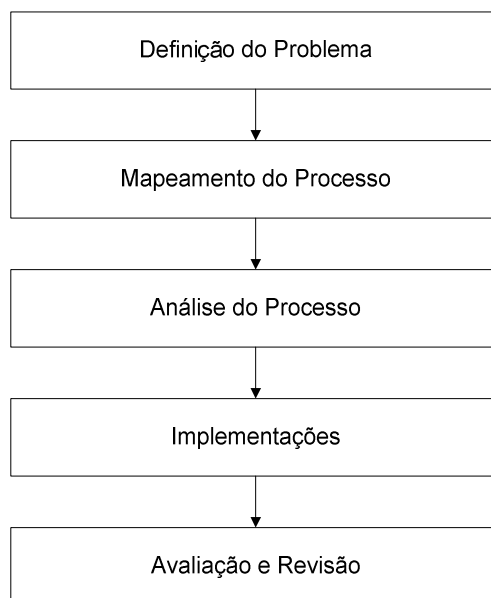 Definição do Problema
Mapeamento do Processo
Análise do Processo
Implementações
Avaliação e Revisão